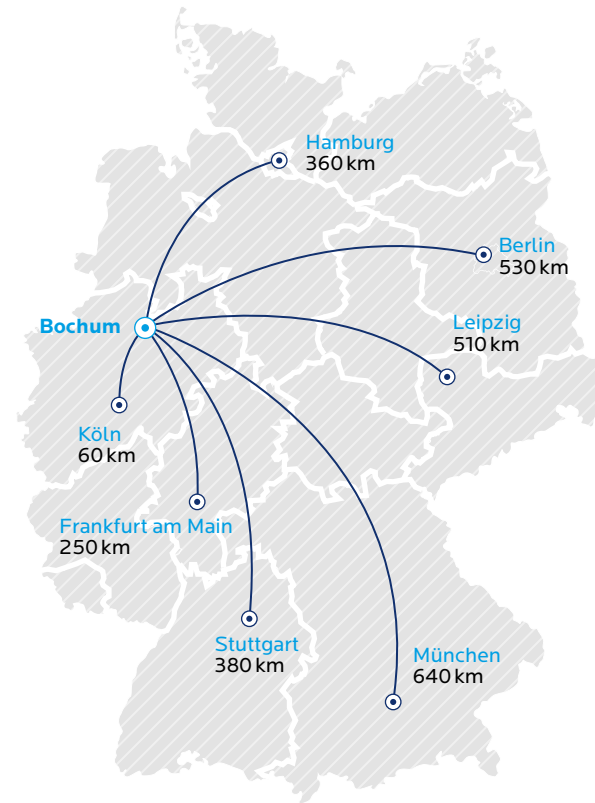 Hamburg
360 km
Berlin
530 km
Bochum
Leipzig
510 km
Köln
60 km
Frankfurt am Main
250 km
Stuttgart
380 km
München
640 km